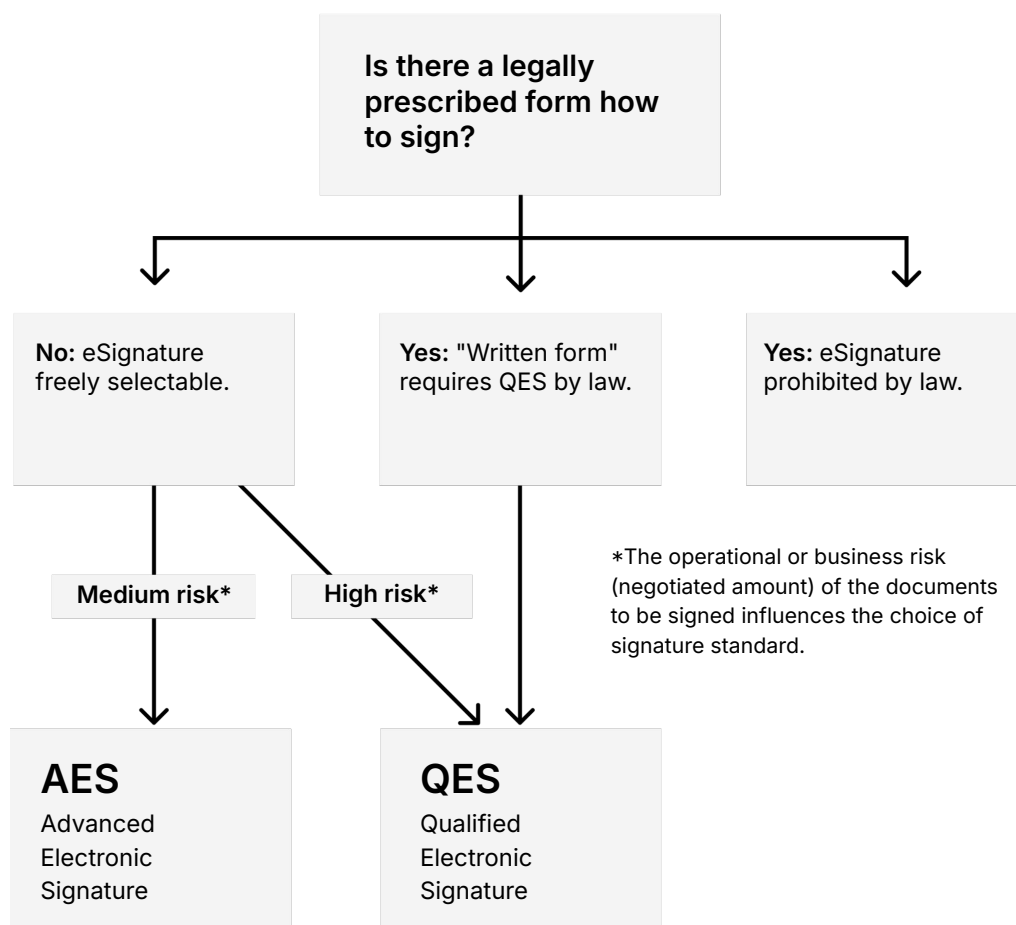 Is there a legally
prescribed form how
to sign?
No: eSignature
freely selectable.
Yes: "Written form"
requires QES by law.
Yes: eSignature
prohibited by law.
Medium risk*
High risk*
*The operational or business risk
(negotiated amount) of the documents
to be signed influences the choice of
signature standard.
AES
Advanced
Electronic
Signature
QES
Qualified
Electronic
Signature